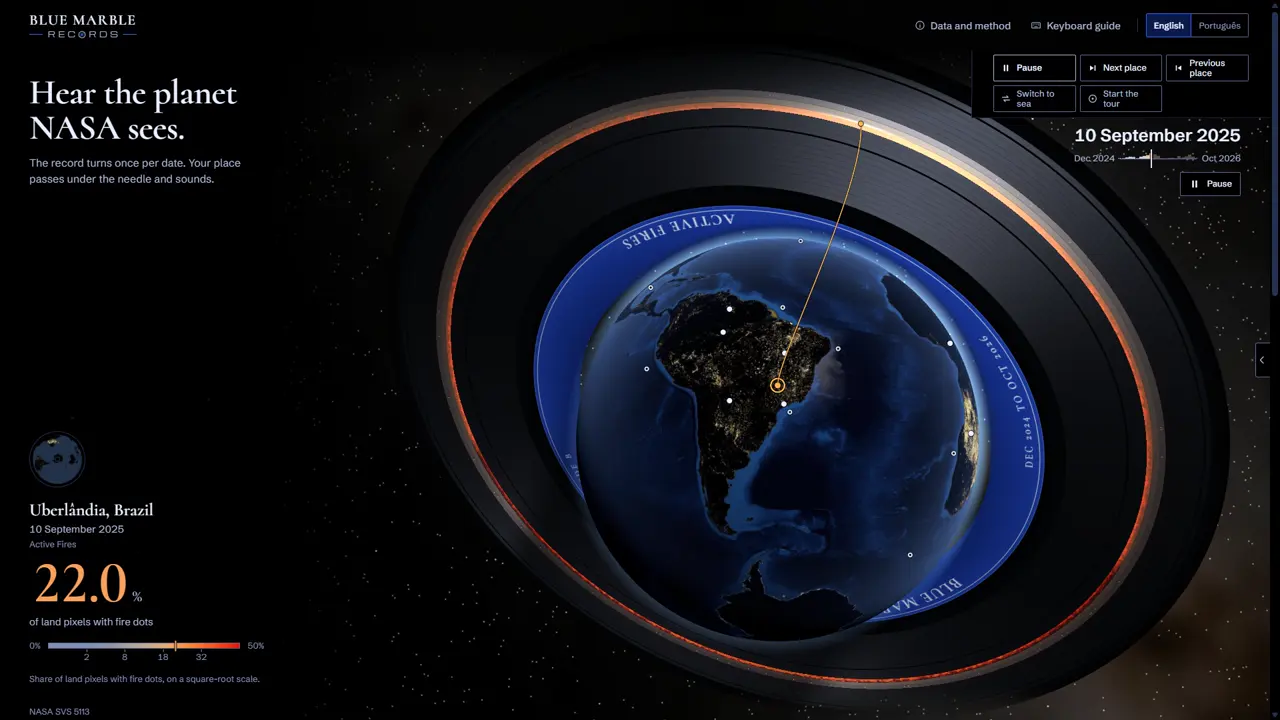 BLUE MARBLE
RECORDS
Data and method
Keyboard guide
English
Português
Pause
Next place
Previous
place
Switch to
sea
Start the
tour
Hear the planet
NASA sees.
The record turns once per date. Your place
passes under the needle and sounds.
10 September 2025
Dec 2024
Oct 2026
Pause
ACTIVE FIRES
DEC 2024 TO OCT 2026
BLUE MAR
Uberlândia, Brazil
10 September 2025
Active Fires
22.0 %
of land pixels with fire dots
0%
50%
2 8 18 32
Share of land pixels with fire dots, on a square-root scale.
NASA SVS 5113